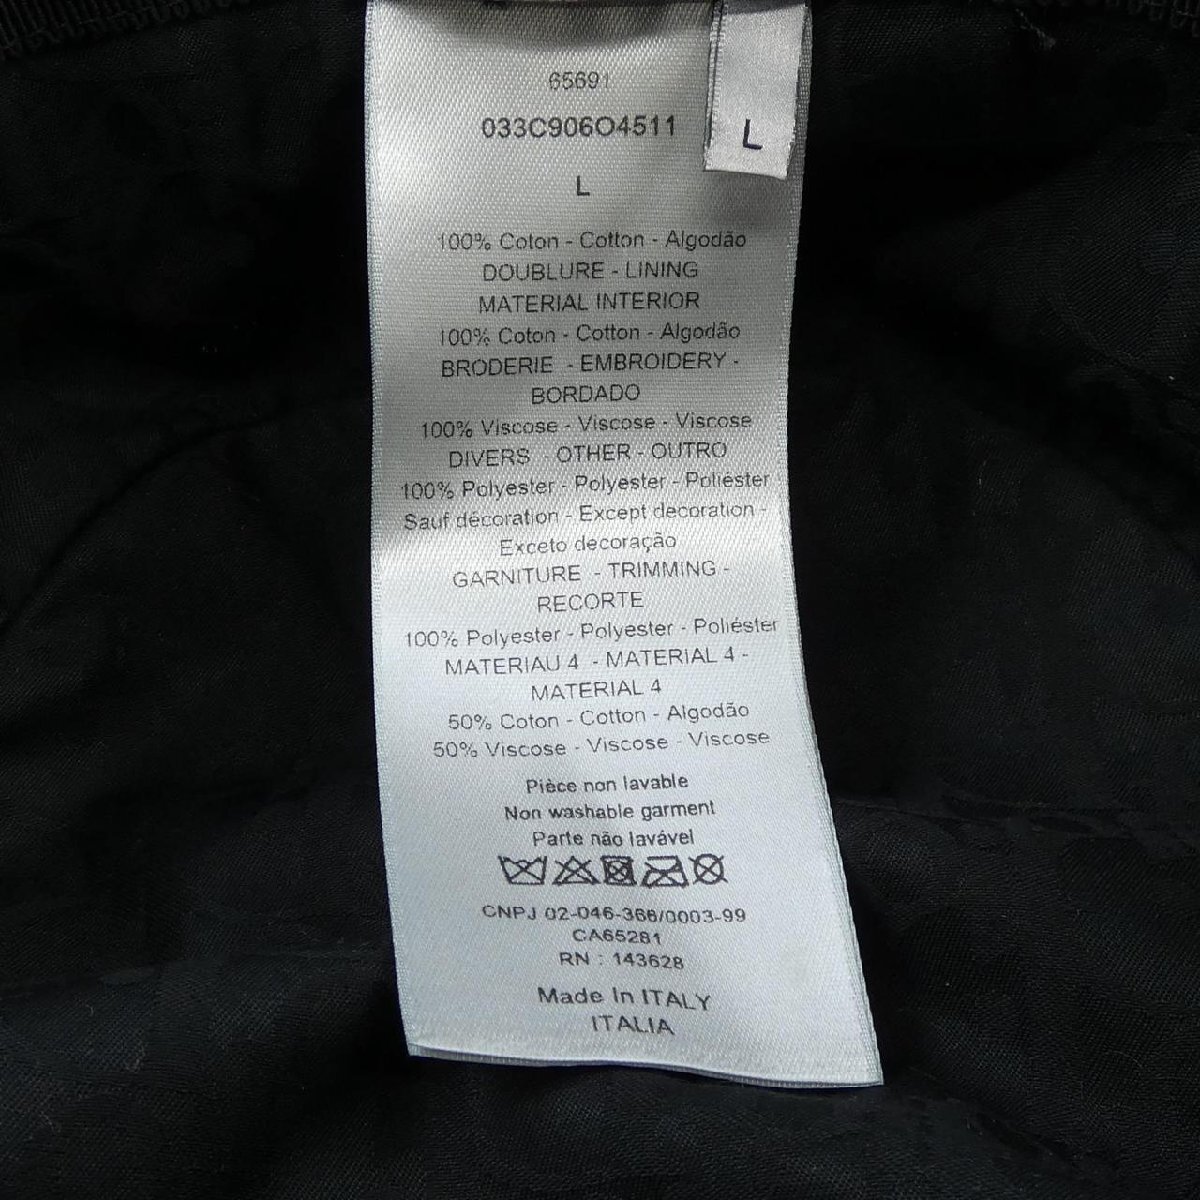 65691
033C906O4511
L
L
100% Coton - Cotton - Algodão
DOUBLURE - LINING
MATERIAL INTERIOR
100% Coton - Cotton - Algodão
BRODERIE - EMBROIDERY -
BORDADO
100% Viscose - Viscose - Viscose
DIVERS - OTHER - OUTRO
100% Polyester - Polyester - Poliéster
Sauf décoration - Except decoration -
Exceto decoração
GARNITURE - TRIMMING -
RECORTE
100% Polyester - Polyester - Poliéster
MATERIAU 4 - MATERIAL 4 -
MATERIAL 4
50% Coton - Cotton - Algodão
50% Viscose - Viscose - Viscose
Pièce non lavable
Non washable garment
Parte não lavável
CNPJ 02-046-366/0003-99
CA65281
RN : 143628
Made In ITALY
ITALIA